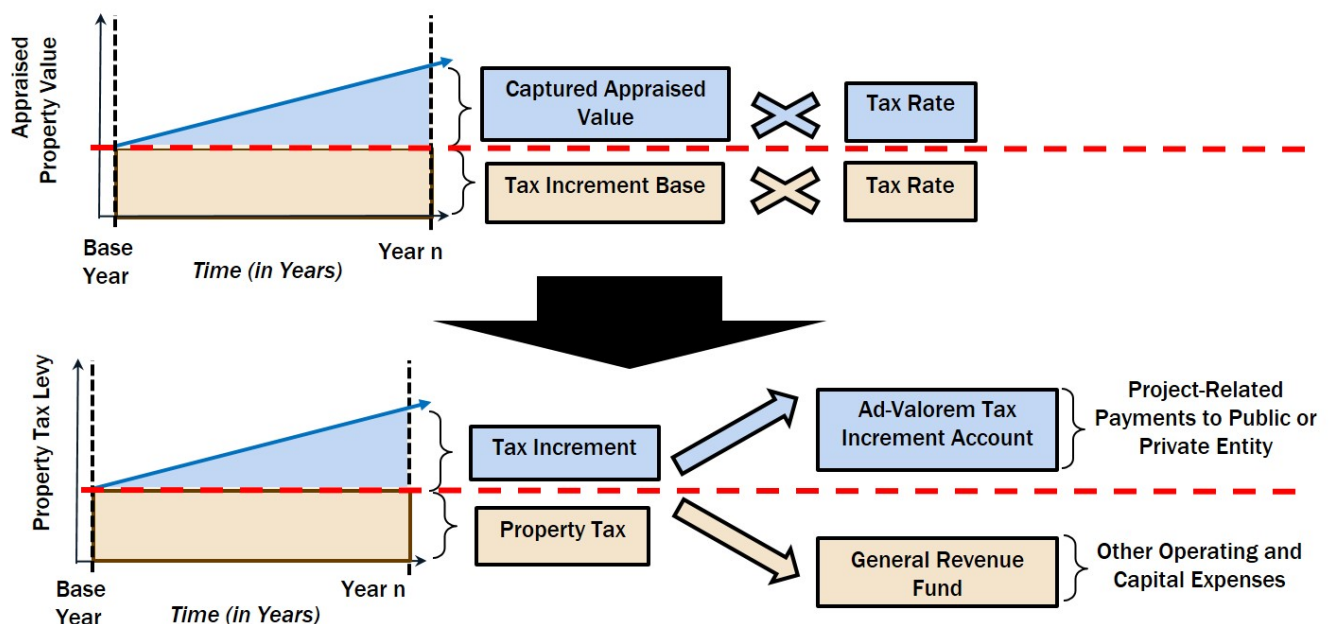 Appraised
Property Value
Captured Appraised
Value
Tax Rate
Tax Increment Base
Tax Rate
Base
Year
Time (in Years)
Year n
Property Tax Levy
Tax Increment
Ad-Valorem Tax
Increment Account
Project-Related
Payments to Public or
Private Entity
Property Tax
General Revenue
Fund
Other Operating and
Capital Expenses
Base
Year
Time (in Years)
Year n